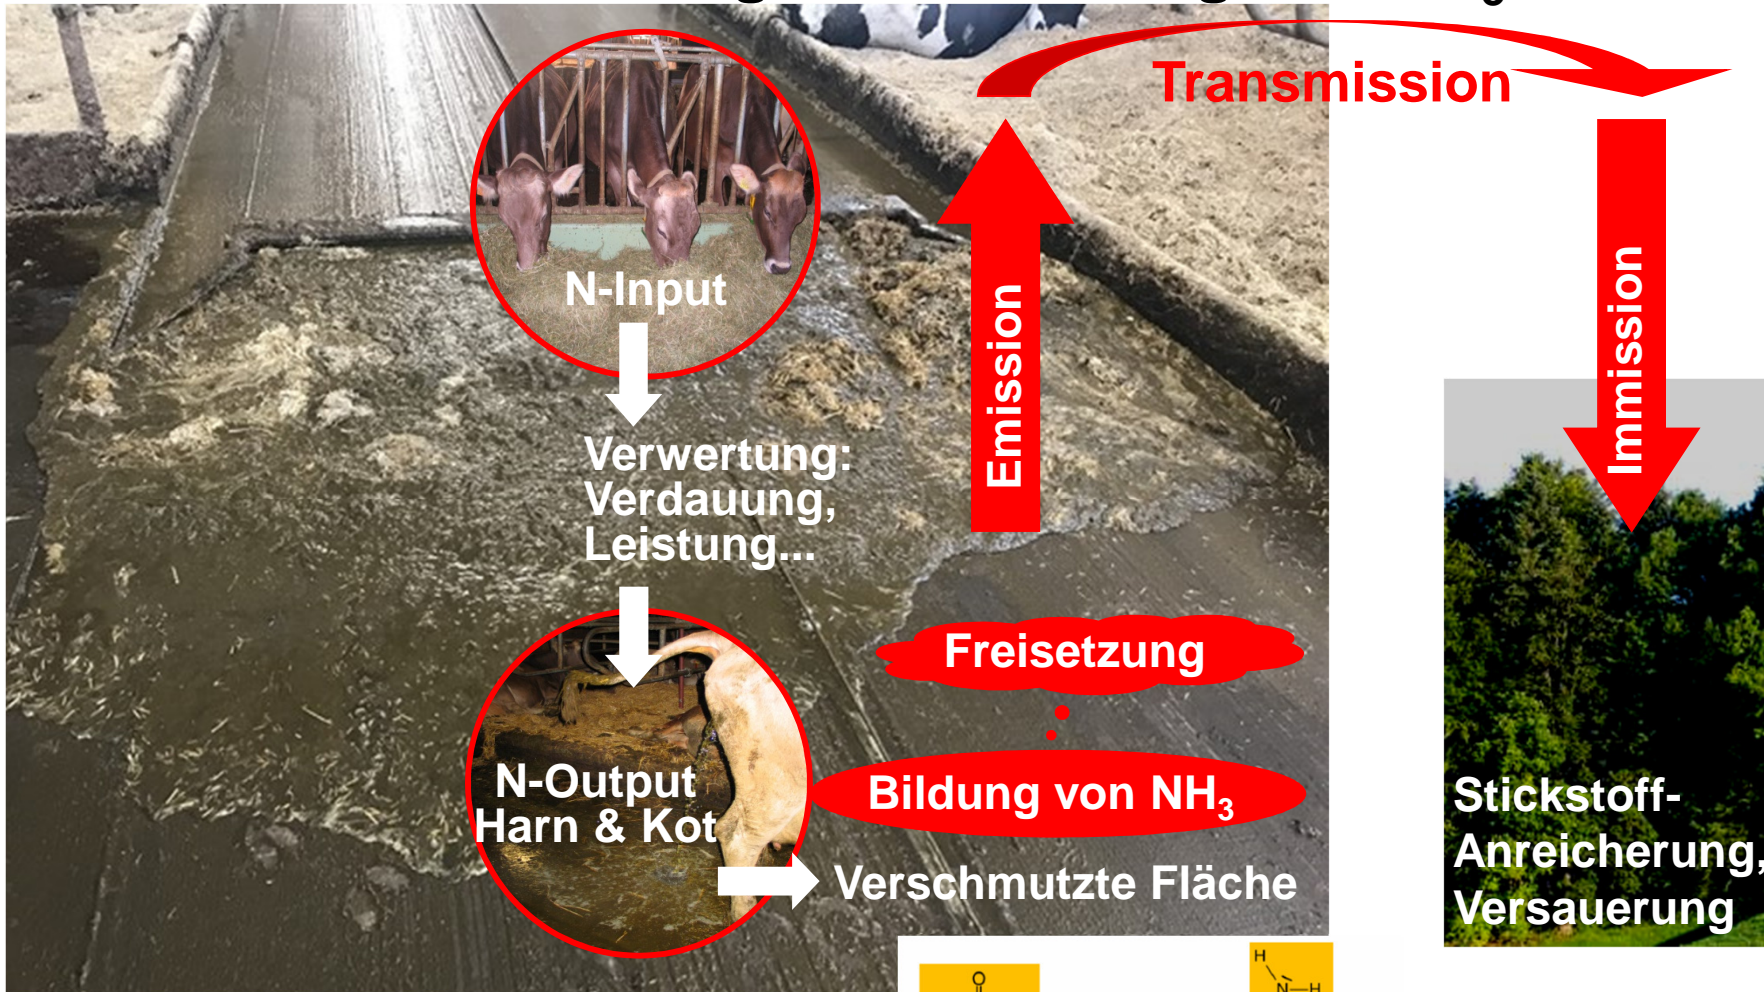 Transmission
N-Input
Emission
Immission
Verwertung:
Verdauung,
Leistung...
Freisetzung
N-Output
Harn & Kot
Bildung von NH₃
Verschmutzte Fläche
Stickstoff-
Anreicherung,
Versauerung
O
H
N—H